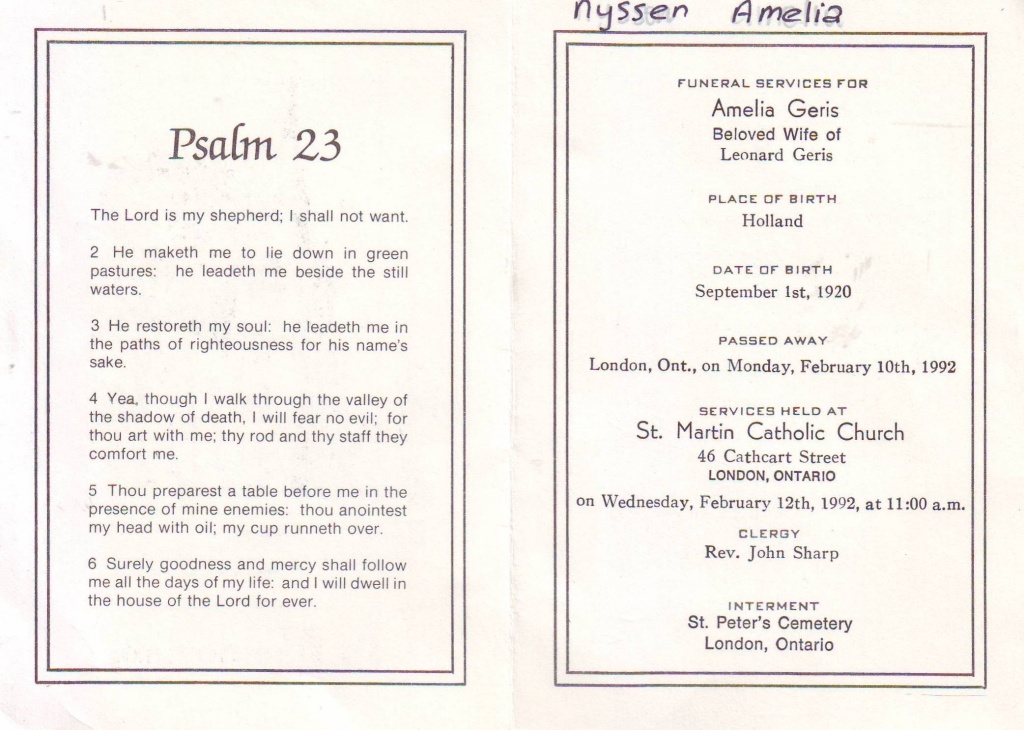 Psalm 23
The Lord is my shepherd; I shall not want.
2 He maketh me to lie down in green
pastures: he leadeth me beside the still
waters.
3 He restoreth my soul: he leadeth me in
the paths of righteousness for his name's
sake.
4 Yea, though I walk through the valley of
the shadow of death, I will fear no evil; for
thou art with me; thy rod and thy staff they
comfort me.
5 Thou preparest a table before me in the
presence of mine enemies: thou anointest
my head with oil; my cup runneth over.
6 Surely goodness and mercy shall follow
me all the days of my life: and I will dwell in
the house of the Lord for ever.
nyssen Amelia
FUNERAL SERVICES FOR
Amelia Geris
Beloved Wife of
Leonard Geris
PLACE OF BIRTH
Holland
DATE OF BIRTH
September 1st, 1920
PASSED AWAY
London, Ont., on Monday, February 10th, 1992
SERVICES HELD AT
St. Martin Catholic Church
46 Cathcart Street
LONDON, ONTARIO
on Wednesday, February 12th, 1992, at 11:00 a.m.
CLERGY
Rev. John Sharp
INTERMENT
St. Peter's Cemetery
London, Ontario